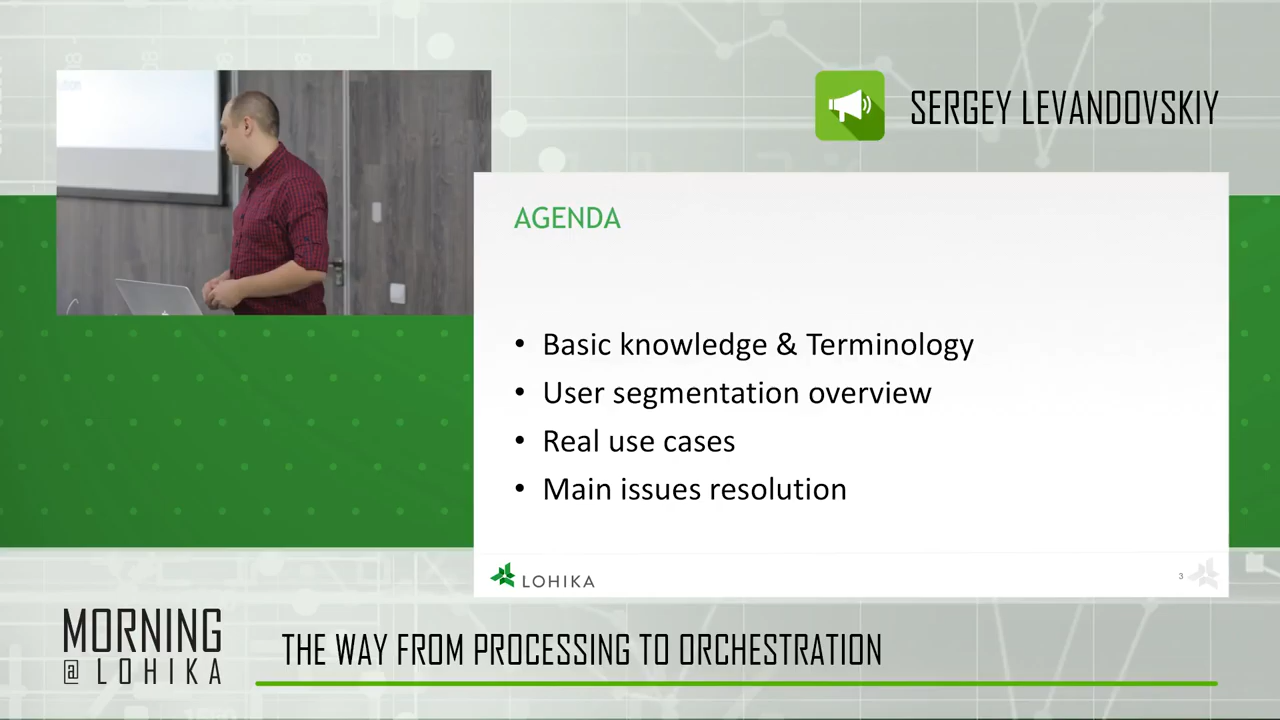 SERGEY LEVANDOVSKIY
AGENDA
• Basic knowledge & Terminology
• User segmentation overview
• Real use cases
• Main issues resolution
LOHIKA
3
MORNING
@ LOHIKA
THE WAY FROM PROCESSING TO ORCHESTRATION